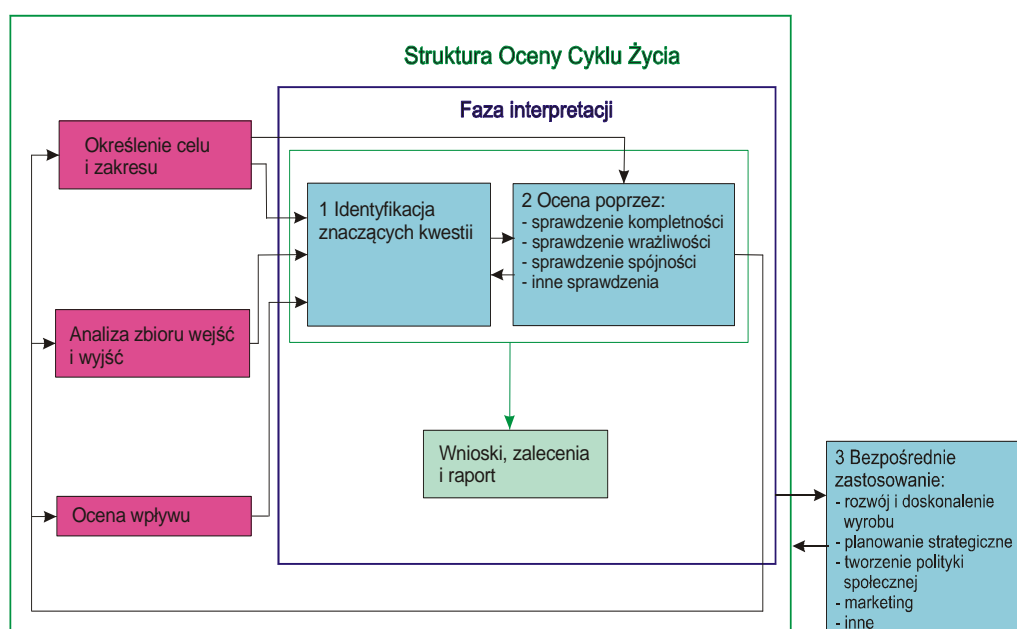 Struktura Oceny Cyklu Życia
Faza interpretacji
Określenie celu
i zakresu
1 Identyfikacja
znaczących kwestii
2 Ocena poprzez:
- sprawdzenie kompletności
- sprawdzenie wrażliwości
- sprawdzenie spójności
- inne sprawdzenia
Analiza zbioru wejść
i wyjść
Wnioski, zalecenia
i raport
Ocena wpływu
3 Bezpośrednie
zastosowanie:
- rozwój i doskonalenie
wyrobu
- planowanie strategiczne
- tworzenie polityki
społecznej
- marketing
- inne